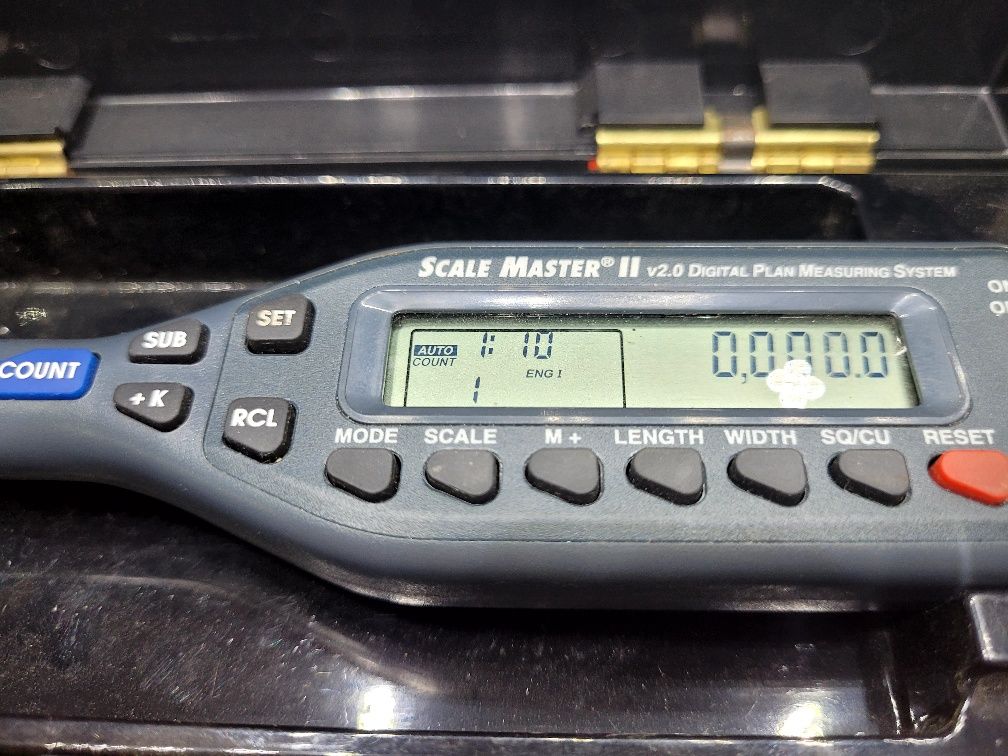 SCALE MASTER® II v2.0 DIGITAL PLAN MEASURING SYSTEM
SET
SUB
COUNT
+K
RCL
AUTO
COUNT
1: 10
ENG I
1
0,000.0
MODE SCALE M+ LENGTH WIDTH SQ/CU RESET